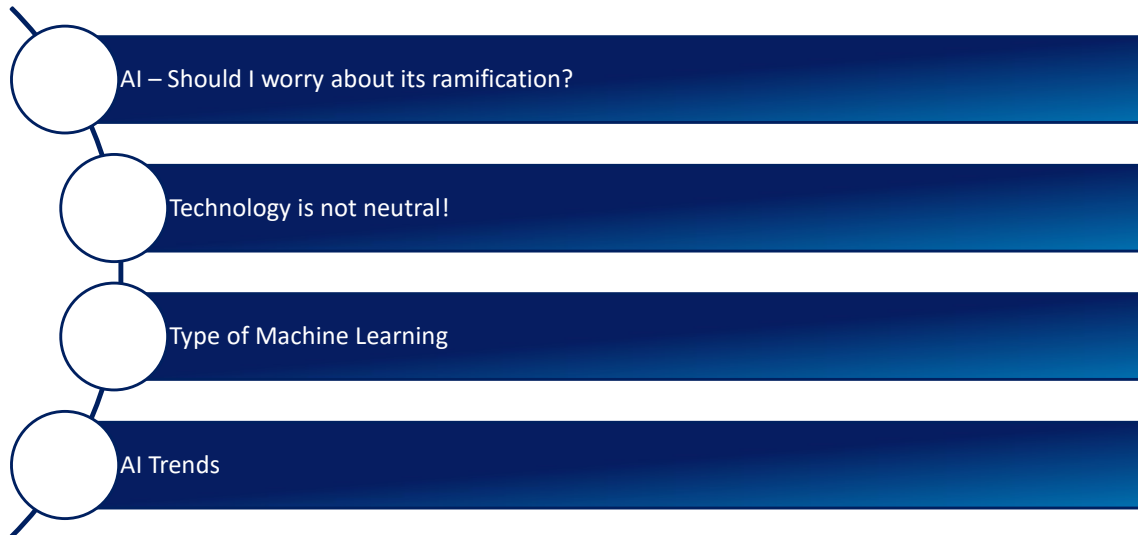 AI – Should I worry about its ramification?
Technology is not neutral!
Type of Machine Learning
AI Trends